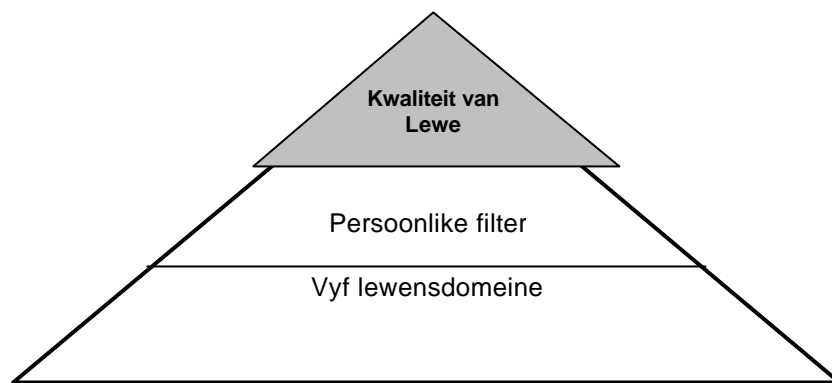 Kwaliteit van
Lewe
Persoonlike filter
Vyf lewensdomeine